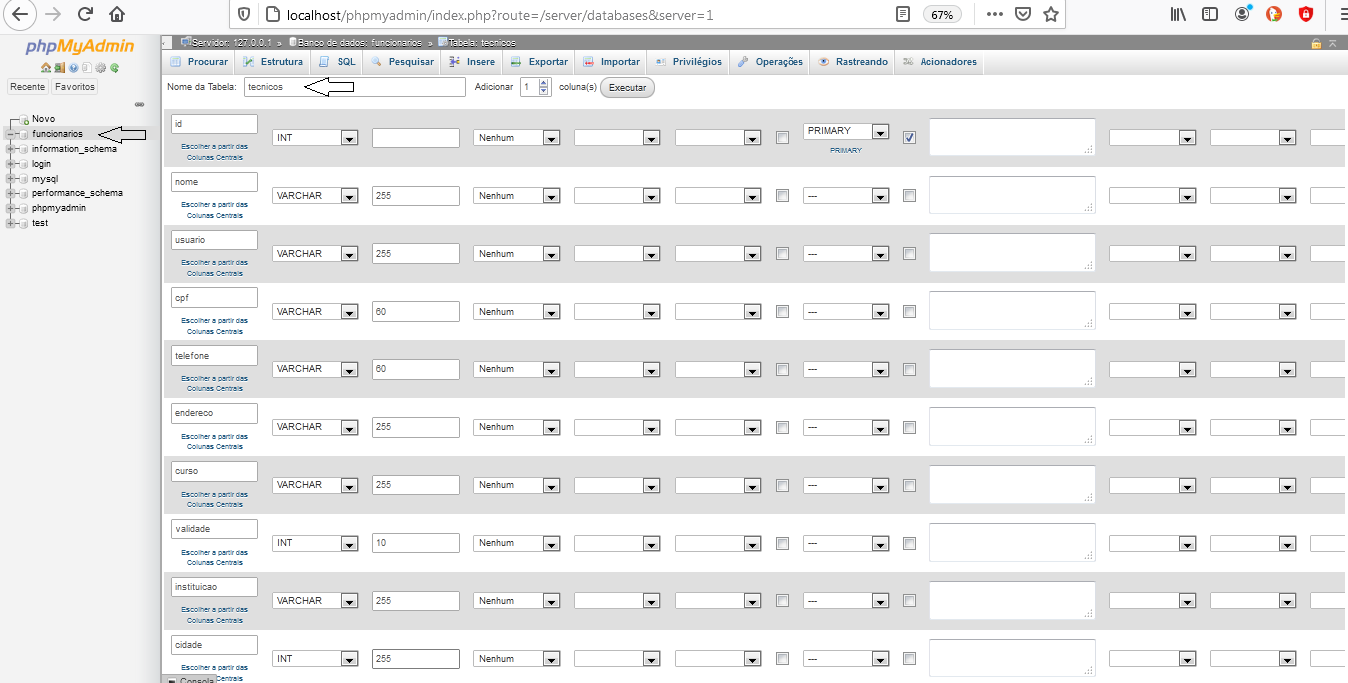 localhost/phpmyadmin/index.php?route=/server/databases&server=1
67%
phpMyAdmin
Recente Favoritos
Novo
funcionarios
information_schema
login
mysql
performance_schema
phpmyadmin
test
Servidor: 127.0.0.1 » Banco de dados: funcionarios » Tabela: tecnicos
Procurar Estrutura SQL Pesquisar Insere Exportar Importar Privilégios Operações Rastreando Acionadores
Nome da Tabela: tecnicos Adicionar 1 coluna(s) Executar
id INT Nenhum PRIMARY
Escolher a partir das
Colunas Centrais
PRIMARY
nome VARCHAR 255 Nenhum ---
Escolher a partir das
Colunas Centrais
usuario VARCHAR 255 Nenhum ---
Escolher a partir das
Colunas Centrais
cpf VARCHAR 60 Nenhum ---
Escolher a partir das
Colunas Centrais
telefone VARCHAR 60 Nenhum ---
Escolher a partir das
Colunas Centrais
endereco VARCHAR 255 Nenhum ---
Escolher a partir das
Colunas Centrais
curso VARCHAR 255 Nenhum ---
Escolher a partir das
Colunas Centrais
validade INT 10 Nenhum ---
Escolher a partir das
Colunas Centrais
instituicao VARCHAR 255 Nenhum ---
Escolher a partir das
Colunas Centrais
cidade INT 255 Nenhum ---
Escolher a partir das
Consola Centrais